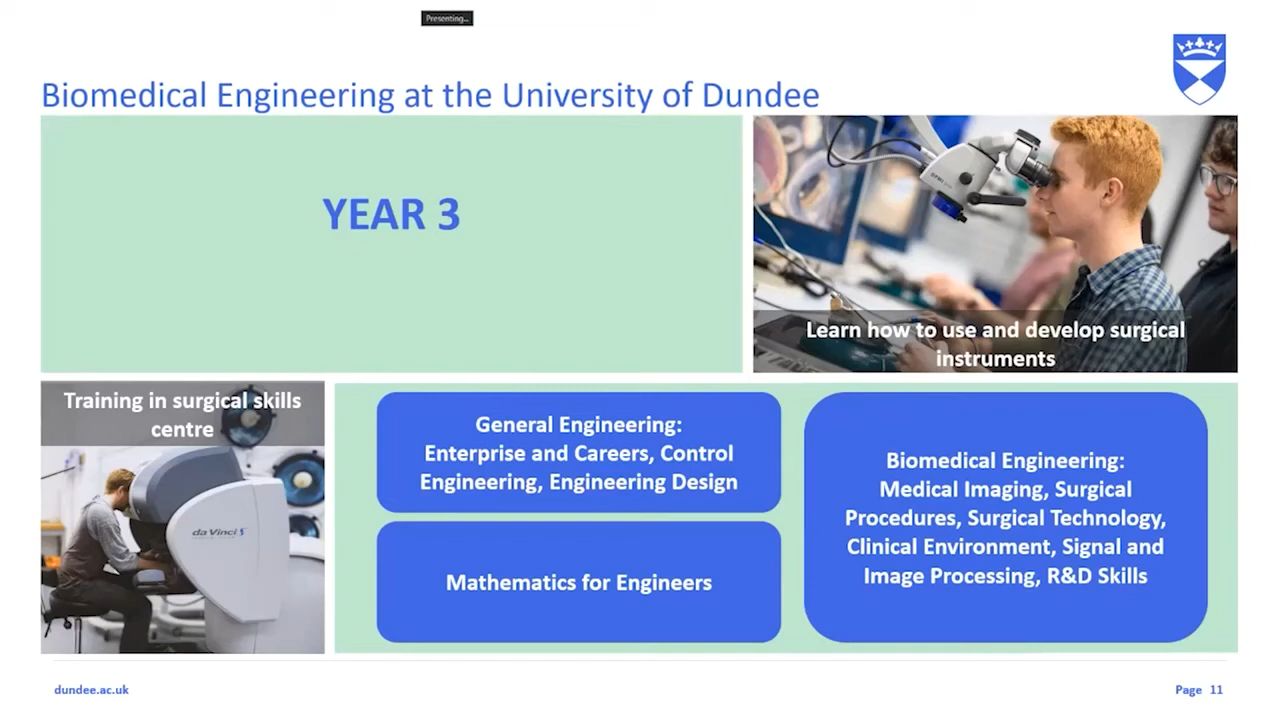 Presenting...
Biomedical Engineering at the University of Dundee
YEAR 3
Learn how to use and develop surgical
instruments
Training in surgical skills
centre
da Vinci
General Engineering:
Enterprise and Careers, Control
Engineering, Engineering Design
Mathematics for Engineers
Biomedical Engineering:
Medical Imaging, Surgical
Procedures, Surgical Technology,
Clinical Environment, Signal and
Image Processing, R&D Skills
dundee.ac.uk
Page 11